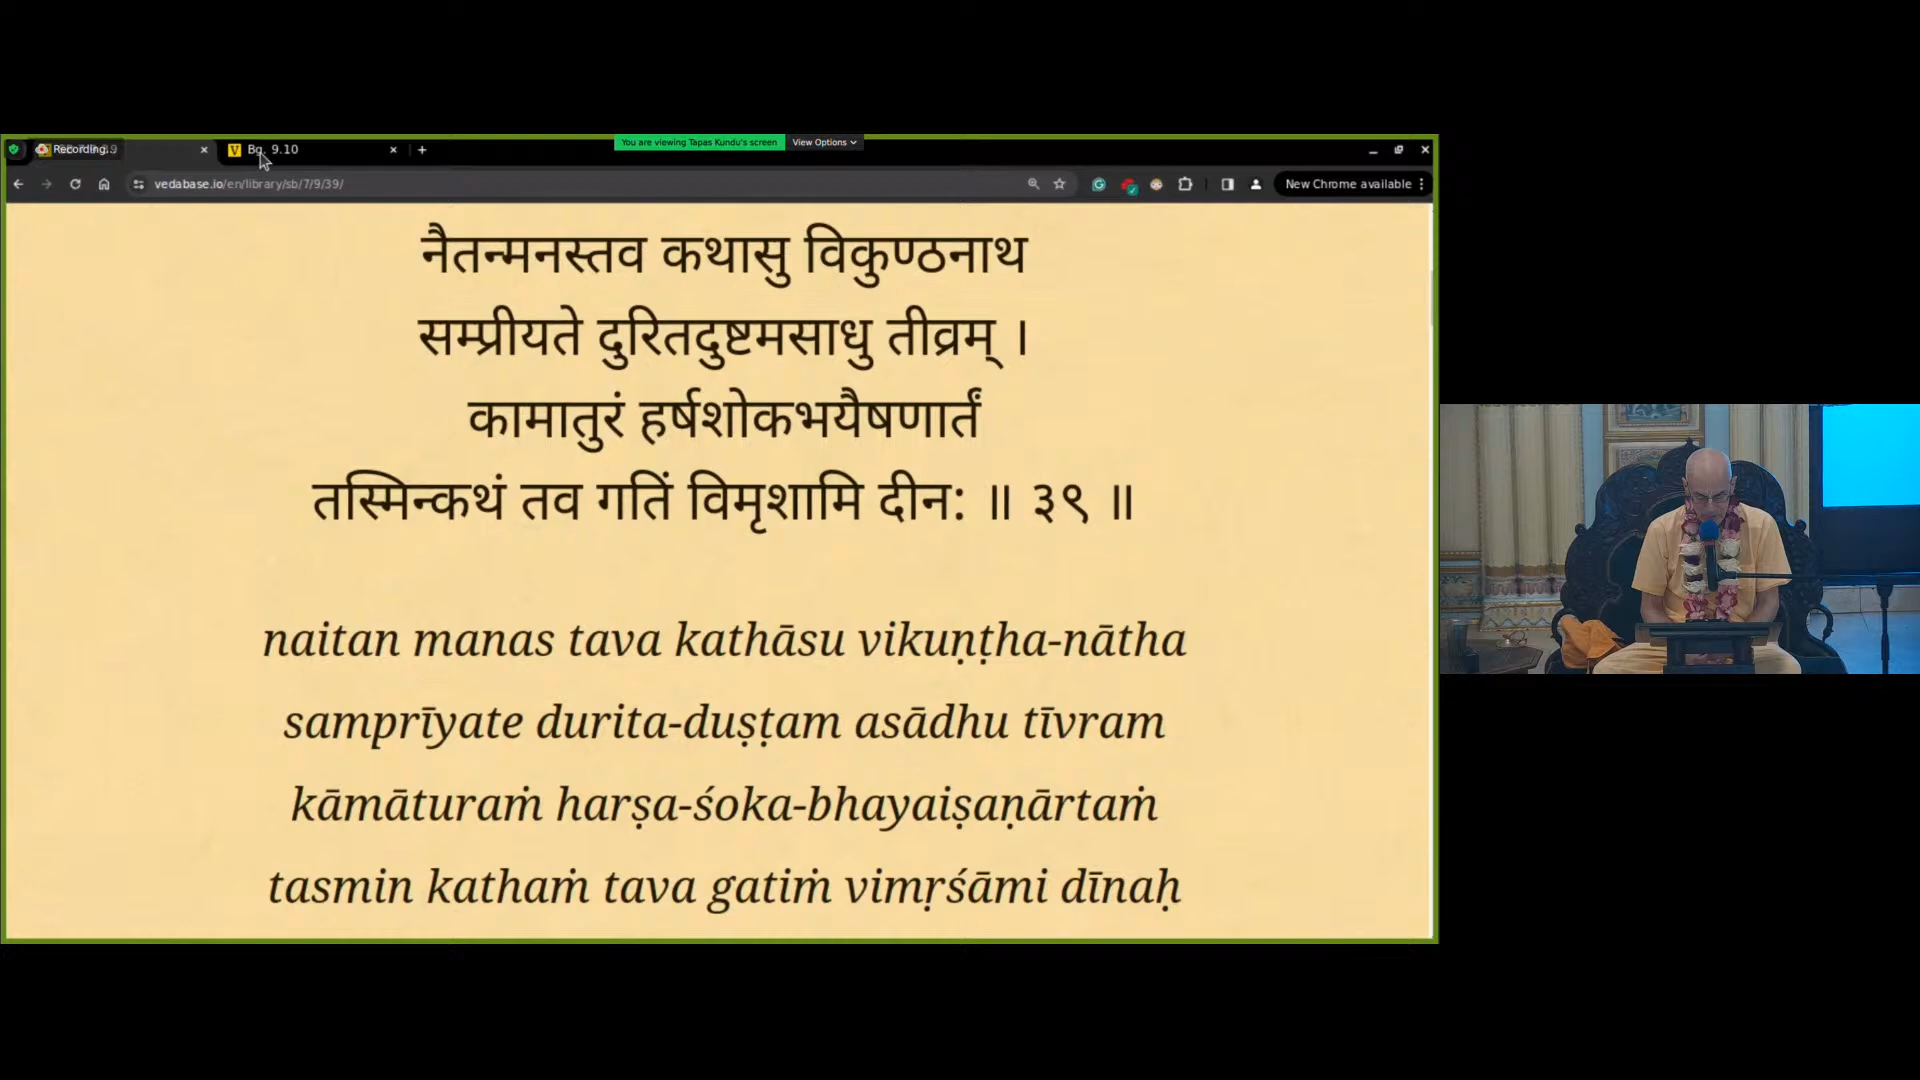 Recording...
Bg. 9.10
You are viewing Tapas Kundu's screen
View Options
vedabase.io/en/library/sb/7/9/39/
New Chrome available
नैतन्मनस्तव कथासु विकुण्ठनाथ
सम्प्रीयते दुरितदुष्टमसाधु तीव्रम् ।
कामातुरं हर्षशोकभयैषणार्तं
तस्मिन्कथं तव गतिं विमृशामि दीन: ॥ ३९ ॥
naitan manas tava kathāsu vikuṇṭha-nātha
samprīyate durita-duṣṭam asādhu tīvram
kāmāturaṁ harṣa-śoka-bhayaiṣaṇārtaṁ
tasmin kathaṁ tava gatiṁ vimṛśāmi dīnaḥ